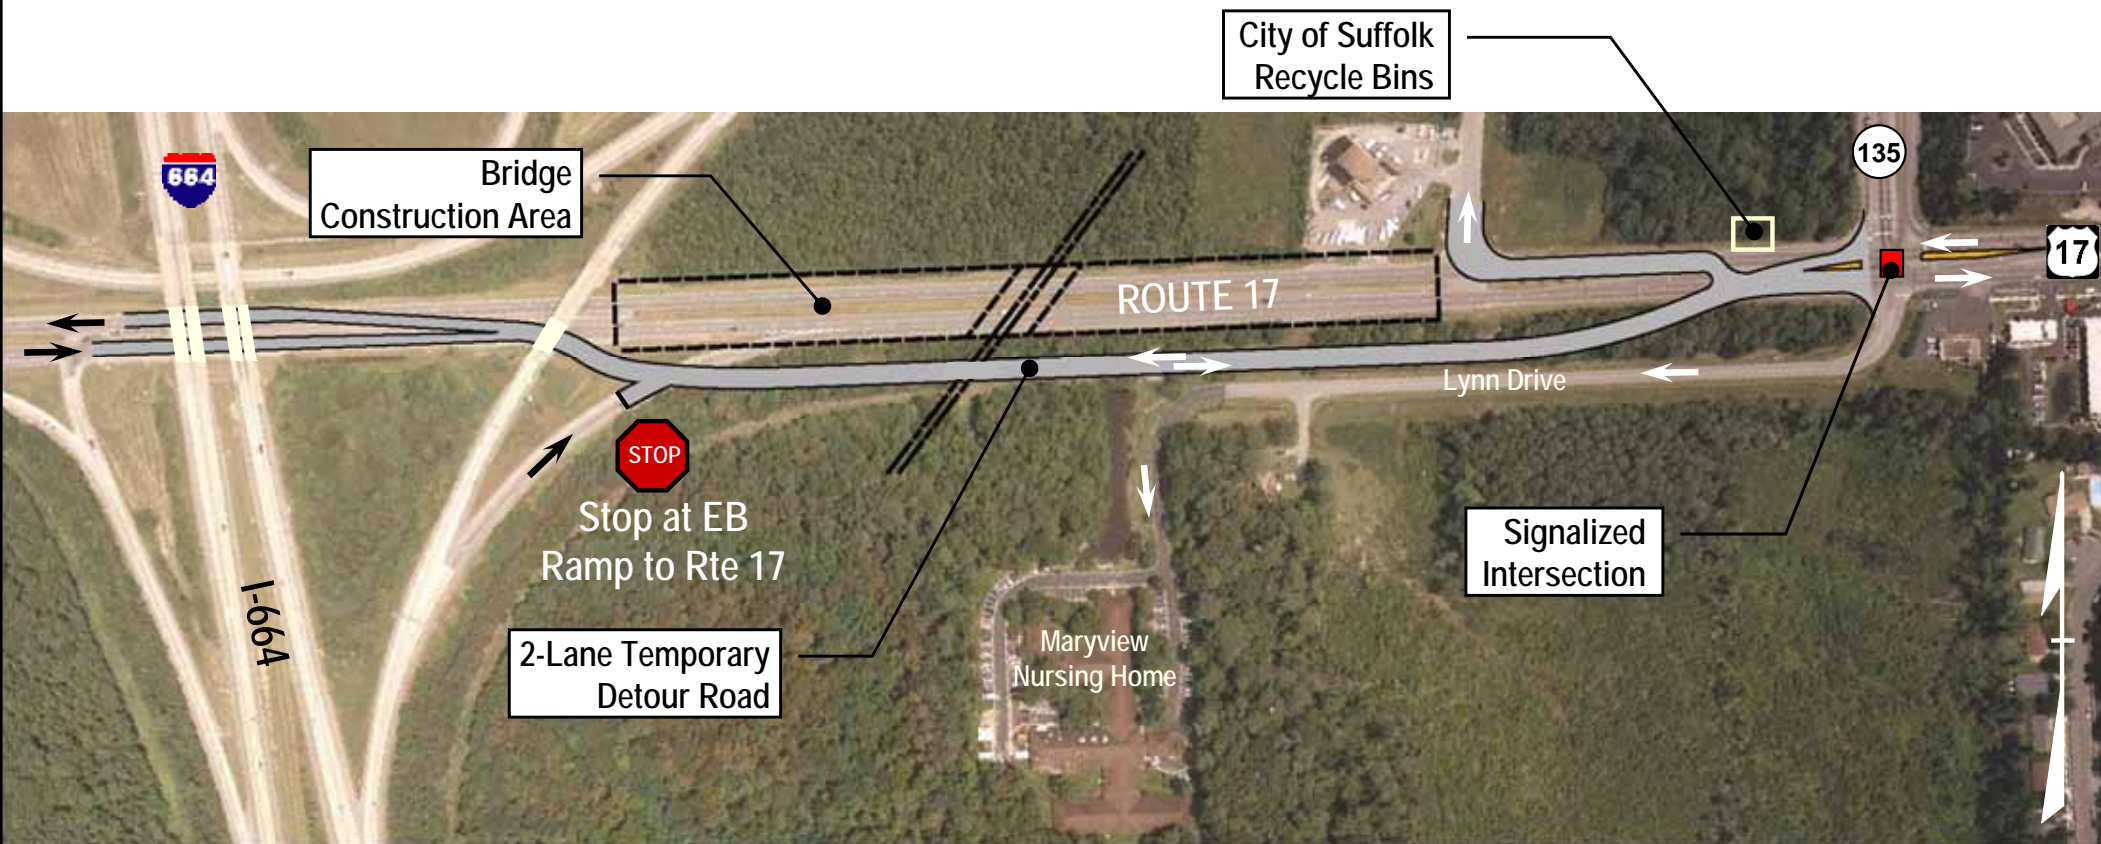 City of Suffolk
Recycle Bins
135
664
Bridge
Construction Area
17
ROUTE 17
Lynn Drive
STOP
Stop at EB
Ramp to Rte 17
Signalized
Intersection
I-664
2-Lane Temporary
Detour Road
Maryview
Nursing Home